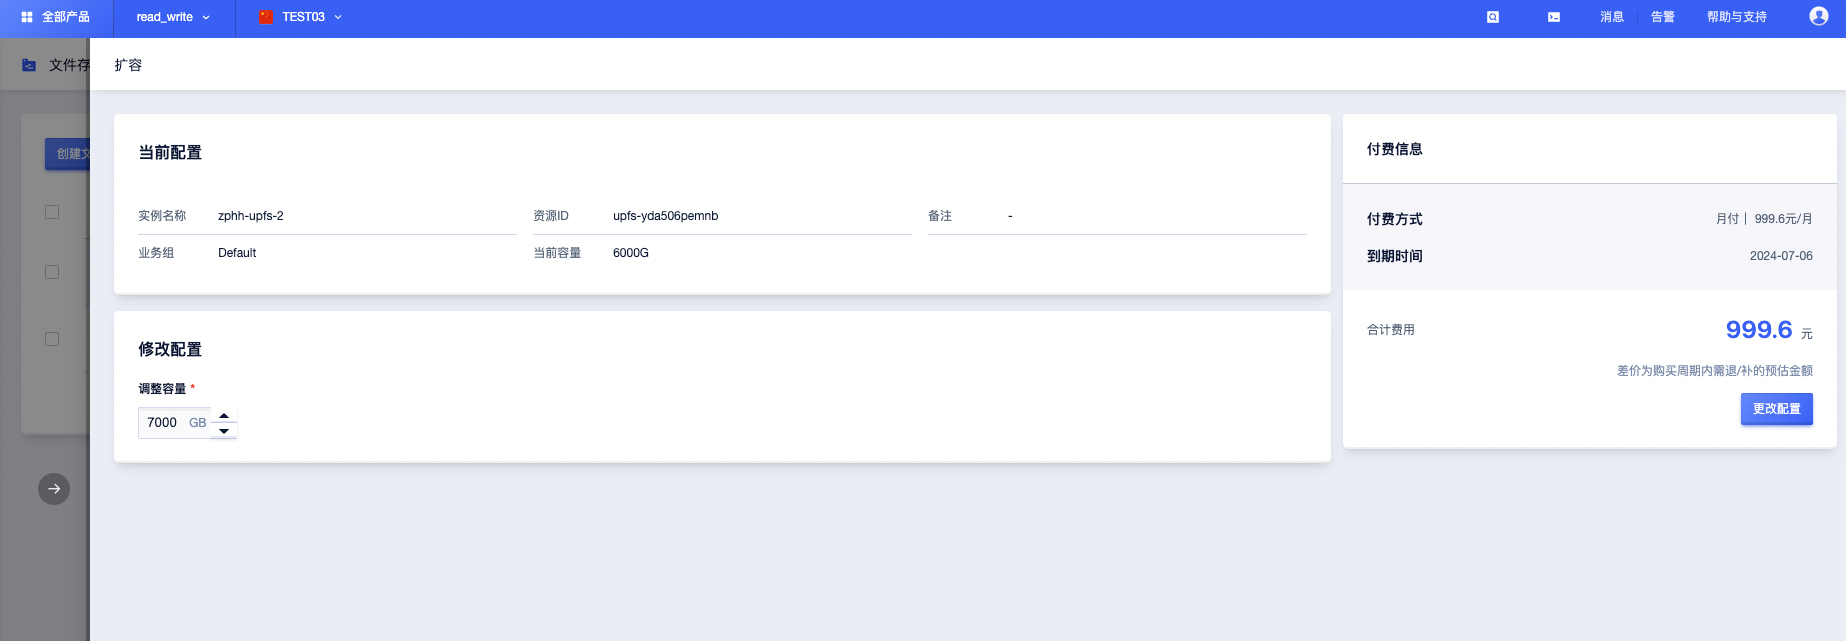 全部产品 read_write TEST03 消息 告警 帮助与支持
文件存
扩容
创建文
当前配置
实例名称 zphh-upfs-2 资源ID upfs-yda506pemnb 备注 -
业务组 Default 当前容量 6000G
修改配置
调整容量 *
7000 GB
付费信息
付费方式 月付 | 999.6元/月
到期时间 2024-07-06
合计费用 999.6 元
差价为购买周期内需退/补的预估金额
更改配置